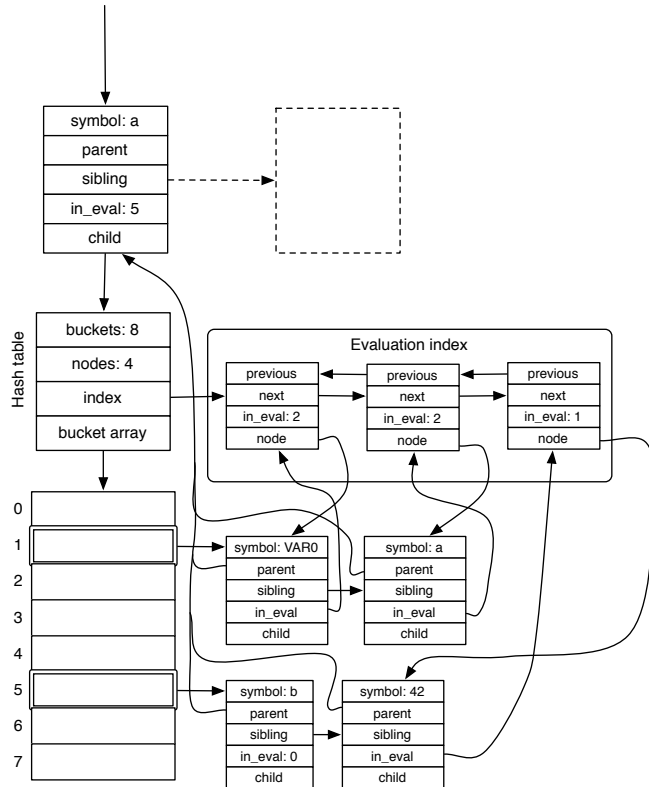 symbol: a
parent
sibling
in_eval: 5
child
Hash table
buckets: 8
nodes: 4
index
bucket array
Evaluation index
previous
next
in_eval: 2
node
previous
next
in_eval: 2
node
previous
next
in_eval: 1
node
0
1
2
3
4
5
6
7
symbol: VAR0
parent
sibling
in_eval
child
symbol: a
parent
sibling
in_eval
child
symbol: b
parent
sibling
in_eval: 0
child
symbol: 42
parent
sibling
in_eval
child